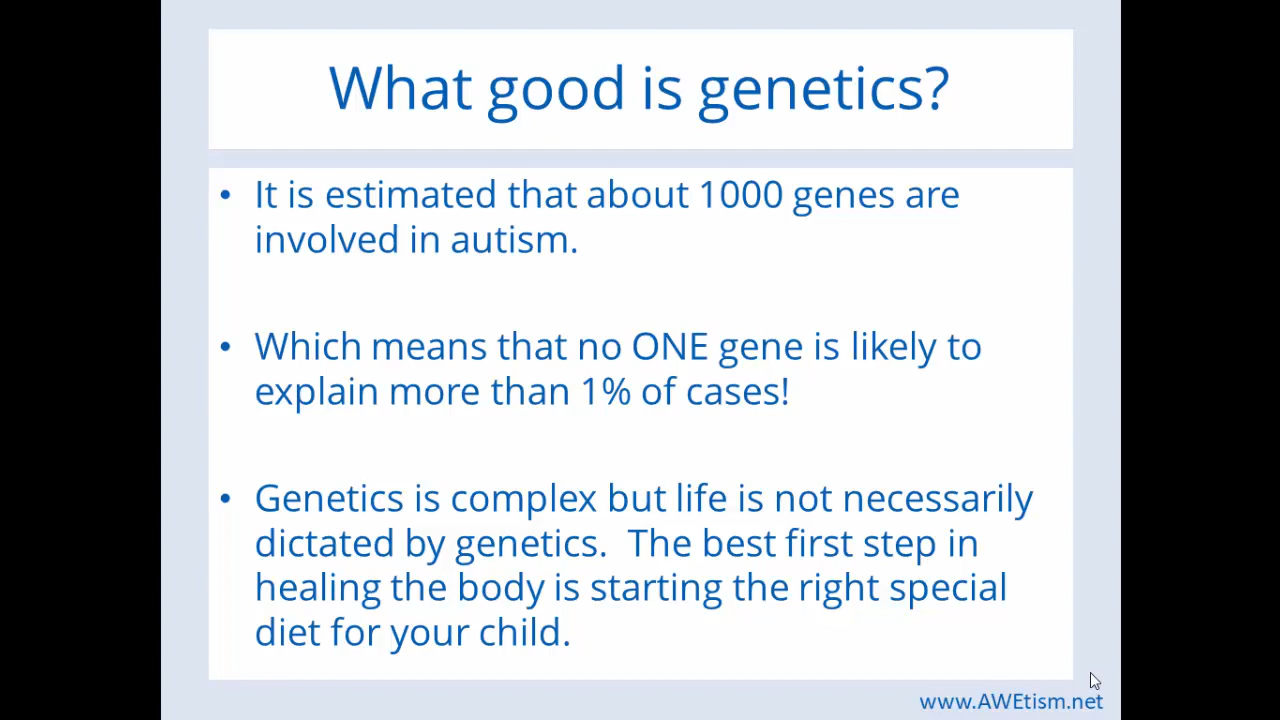 What good is genetics?
• It is estimated that about 1000 genes are
involved in autism.
• Which means that no ONE gene is likely to
explain more than 1% of cases!
• Genetics is complex but life is not necessarily
dictated by genetics.  The best first step in
healing the body is starting the right special
diet for your child.
www.AWEtism.net